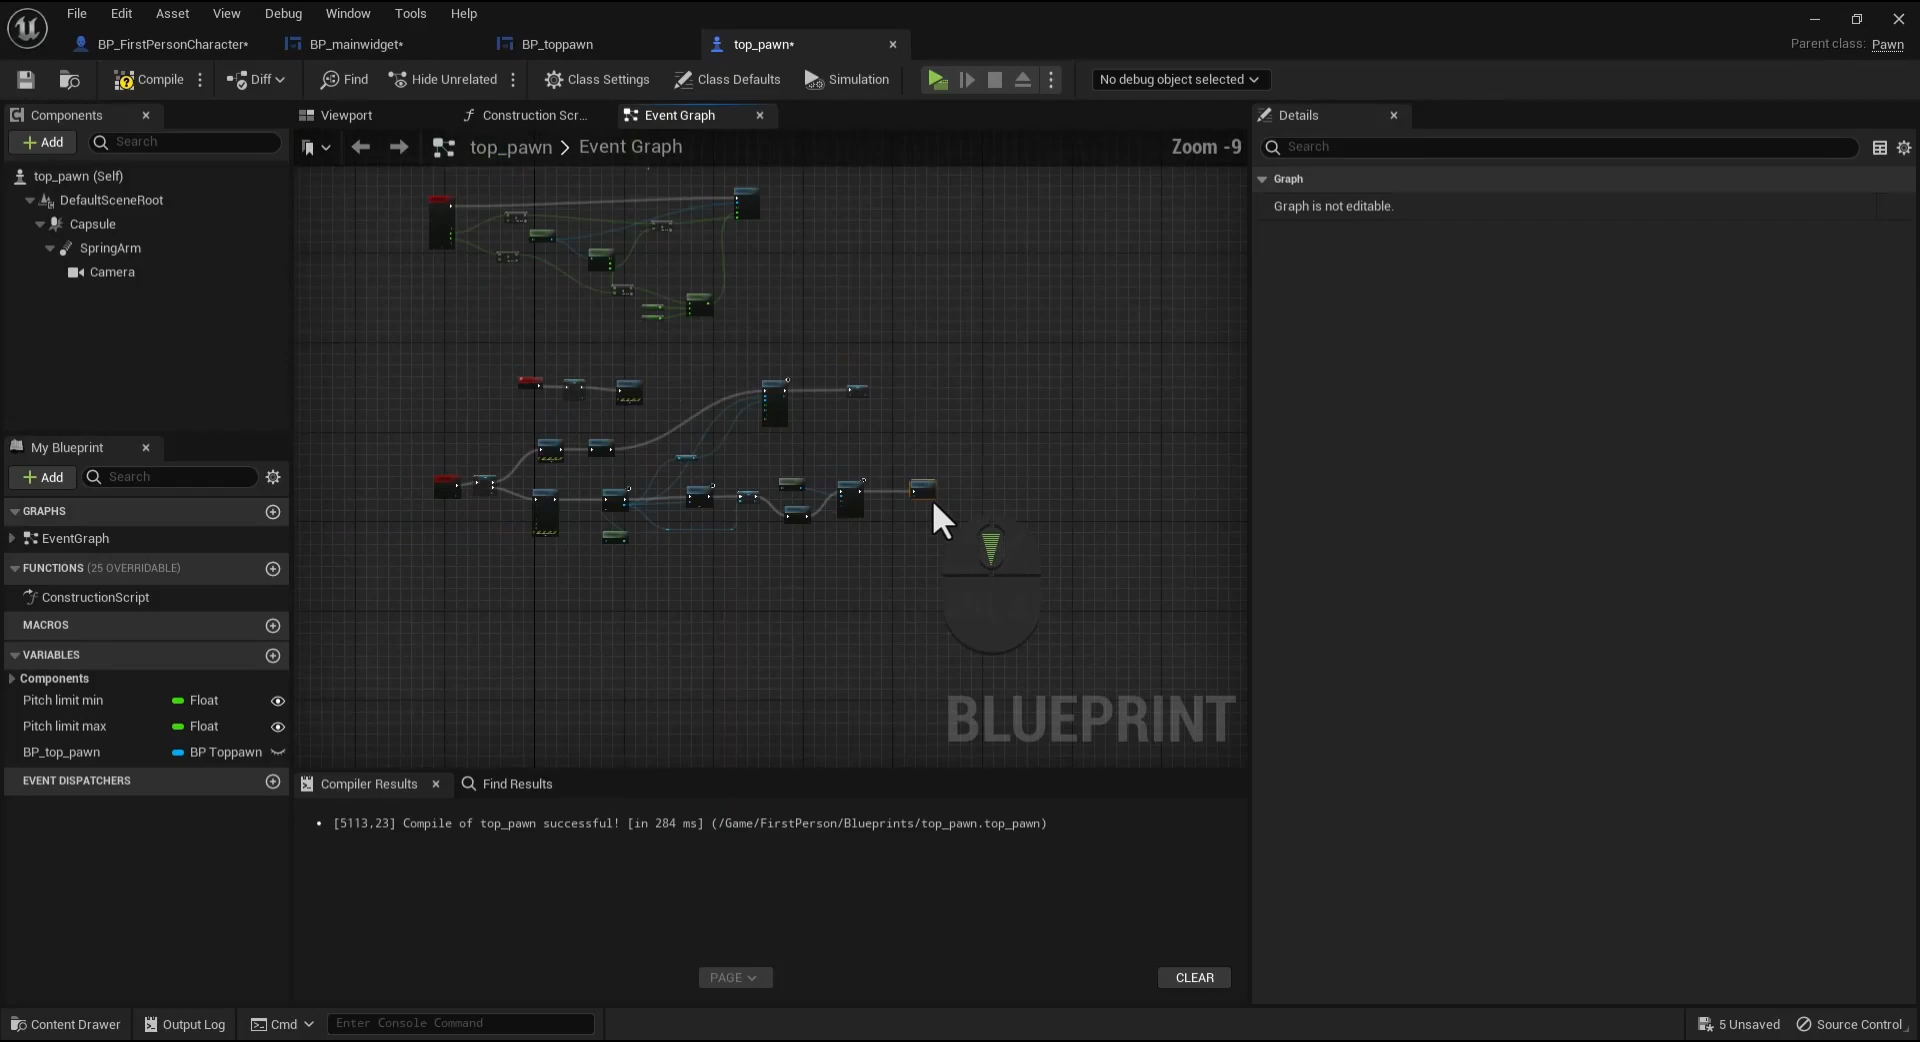 File Edit Asset View Debug Window Tools Help
BP_FirstPersonCharacter* BP_mainwidget* BP_toppawn top_pawn* Parent class: Pawn
Compile Diff Find Hide Unrelated Class Settings Class Defaults Simulation No debug object selected
Components Viewport Construction Scr... Event Graph Details
Add Search top_pawn > Event Graph Zoom -9 Search
top_pawn (Self) Graph
DefaultSceneRoot Graph is not editable.
Capsule
SpringArm
Camera
My Blueprint
Add Search
GRAPHS
EventGraph
FUNCTIONS (25 OVERRIDABLE)
ConstructionScript
MACROS
VARIABLES
Components
Pitch limit min Float
Pitch limit max Float
BP_top_pawn BP Toppawn
BLUEPRINT
EVENT DISPATCHERS
Compiler Results Find Results
• [5113,23] Compile of top_pawn successful! [in 284 ms] (/Game/FirstPerson/Blueprints/top_pawn.top_pawn)
PAGE CLEAR
Content Drawer Output Log Cmd Enter Console Command 5 Unsaved Source Control